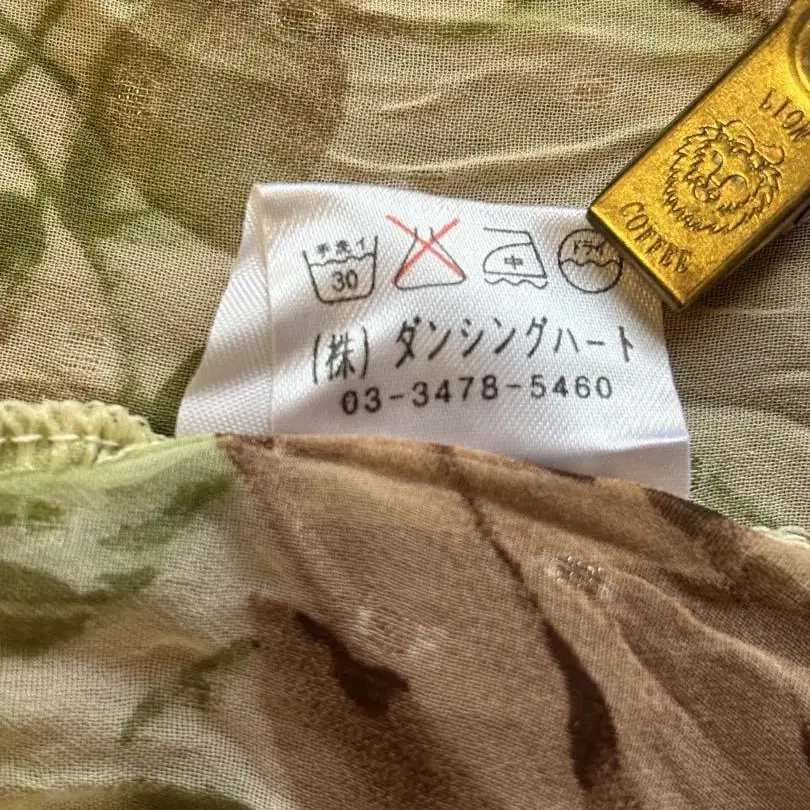 手洗イ
30
中
ドライ
(株) ダンシングハート
03-3478-5460
LION
COFFEE